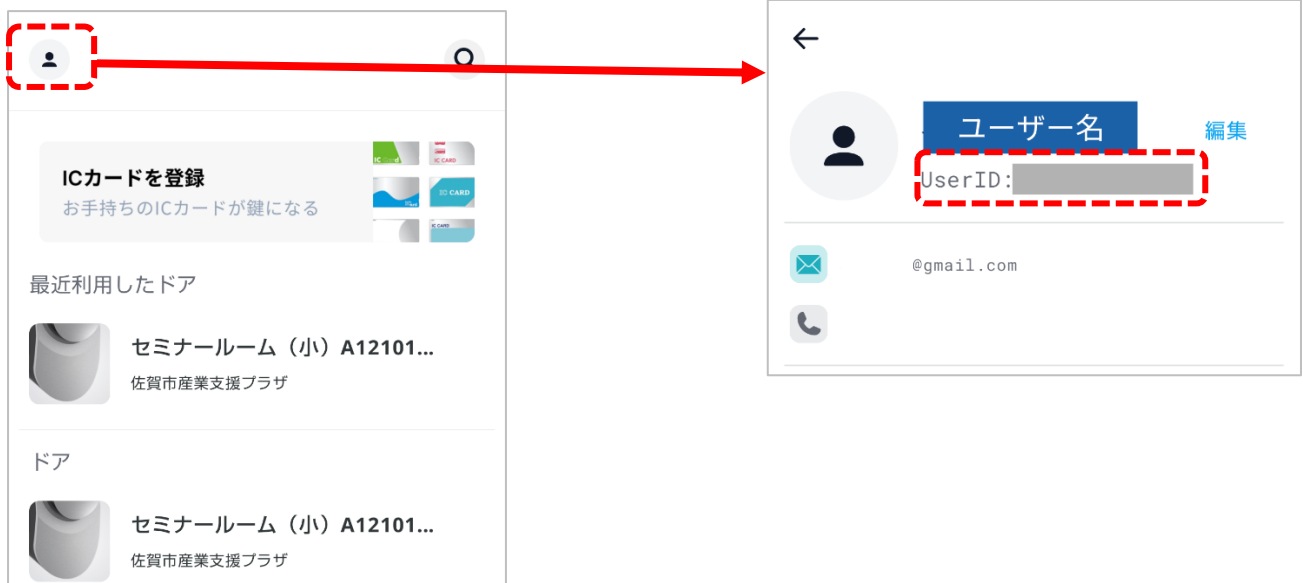 ICカードを登録
お手持ちのICカードが鍵になる
IC CARD
IC CARD
IC CARD
最近利用したドア
セミナールーム（小）A12101...
佐賀市産業支援プラザ
ドア
セミナールーム（小）A12101...
佐賀市産業支援プラザ
ユーザー名
編集
UserID:
@gmail.com